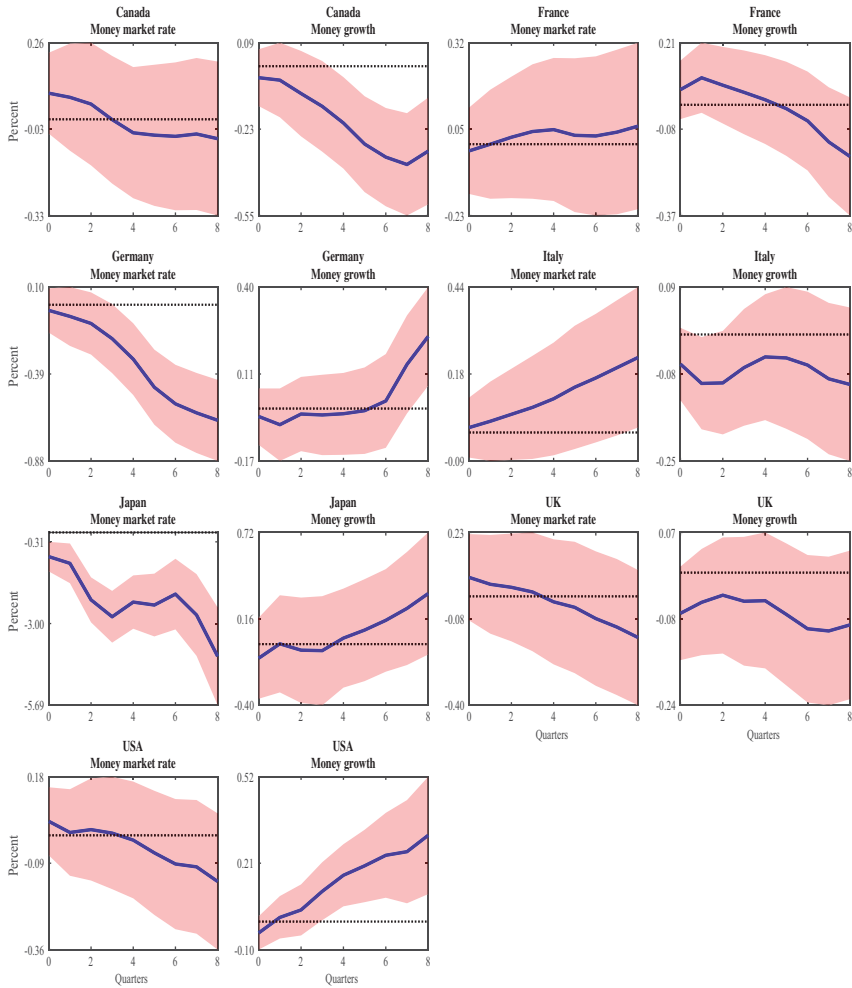 Canada
Money market rate
0.26
-0.03
-0.33
Percent
0 2 4 6 8
Canada
Money growth
0.09
-0.23
-0.55
0 2 4 6 8
France
Money market rate
0.32
0.05
-0.23
0 2 4 6 8
France
Money growth
0.21
-0.08
-0.37
0 2 4 6 8
Germany
Money market rate
0.10
-0.39
-0.88
Percent
0 2 4 6 8
Germany
Money growth
0.40
0.11
-0.17
0 2 4 6 8
Italy
Money market rate
0.44
0.18
-0.09
0 2 4 6 8
Italy
Money growth
0.09
-0.08
-0.25
0 2 4 6 8
Japan
Money market rate
-0.31
-3.00
-5.69
Percent
0 2 4 6 8
Japan
Money growth
0.72
0.16
-0.40
0 2 4 6 8
UK
Money market rate
0.23
-0.08
-0.40
0 2 4 6 8
Quarters
UK
Money growth
0.07
-0.08
-0.24
0 2 4 6 8
Quarters
USA
Money market rate
0.18
-0.09
-0.36
Percent
0 2 4 6 8
Quarters
USA
Money growth
0.52
0.21
-0.10
0 2 4 6 8
Quarters